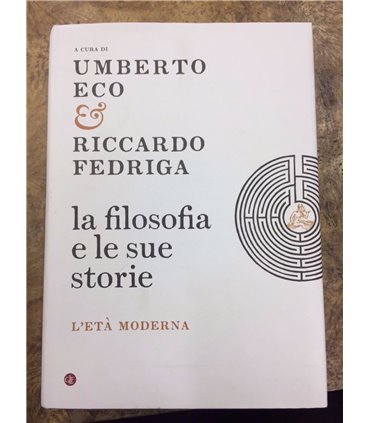 A CURA DI
UMBERTO
ECO
&
RICCARDO
FEDRIGA
la filosofia
e le sue
storie
L'ETÀ MODERNA